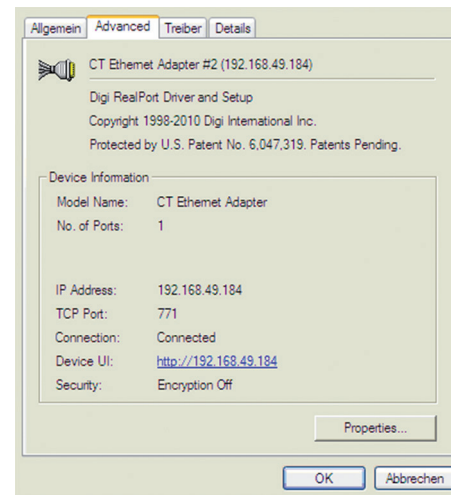 Allgemein Advanced Treiber Details
CT Ethernet Adapter #2 (192.168.49.184)
Digi RealPort Driver and Setup
Copyright 1998-2010 Digi International Inc.
Protected by U.S. Patent No. 6,047,319. Patents Pending.
Device Information
Model Name: CT Ethernet Adapter
No. of Ports: 1
IP Address: 192.168.49.184
TCP Port: 771
Connection: Connected
Device UI: http://192.168.49.184
Security: Encryption Off
Properties...
OK Abbrechen